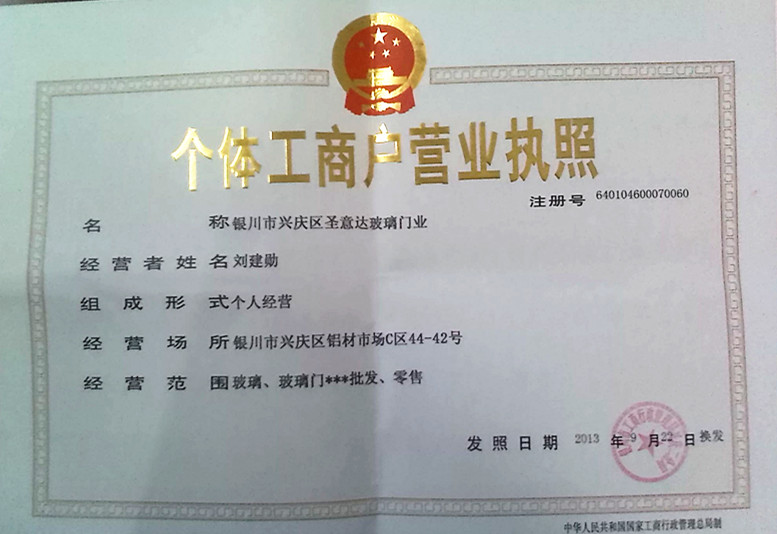 个体工商户营业执照
注册号 640104600070060
名称 银川市兴庆区圣意达玻璃门业
经营者姓名 刘建勋
组成形式 个人经营
经营场所 银川市兴庆区铝材市场C区44-42号
经营范围 玻璃、玻璃门***批发、零售
发照日期 2013 年 9 月 22 日 换发
中华人民共和国国家工商行政管理总局制